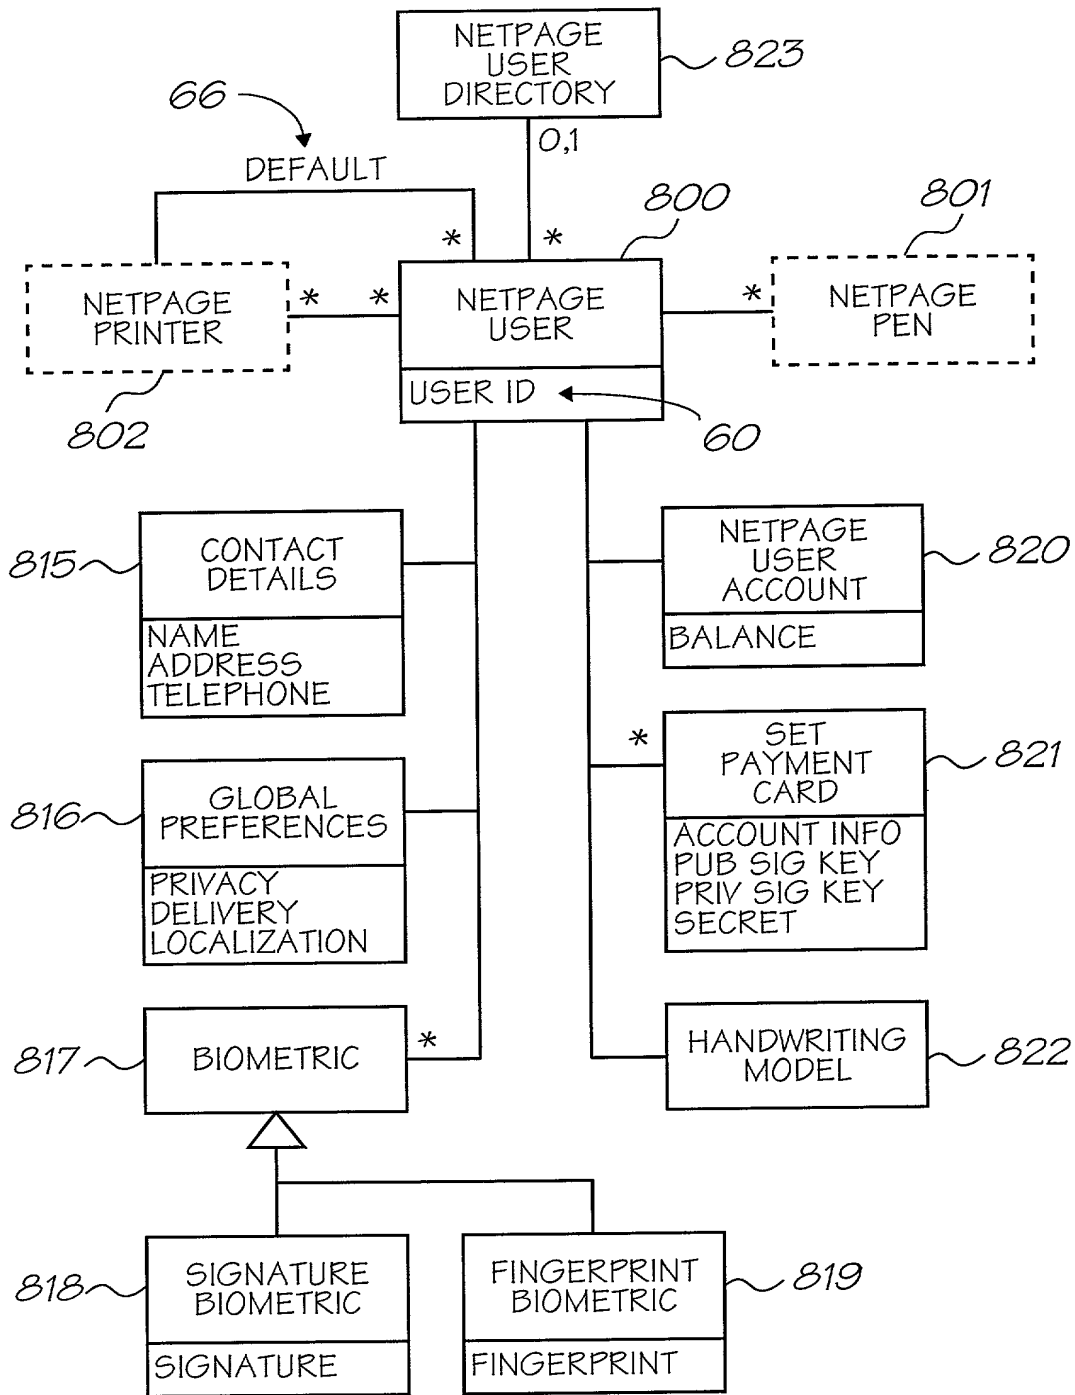 NETPAGE
USER
DIRECTORY
823
66
0,1
DEFAULT
800
801
*
*
NETPAGE
PRINTER
*
*
NETPAGE
USER
*
NETPAGE
PEN
802
USER ID
60
815
CONTACT
DETAILS
NAME
ADDRESS
TELEPHONE
NETPAGE
USER
ACCOUNT
820
BALANCE
816
GLOBAL
PREFERENCES
PRIVACY
DELIVERY
LOCALIZATION
*
SET
PAYMENT
CARD
821
ACCOUNT INFO
PUB SIG KEY
PRIV SIG KEY
SECRET
817
BIOMETRIC
*
HANDWRITING
MODEL
822
818
SIGNATURE
BIOMETRIC
SIGNATURE
FINGERPRINT
BIOMETRIC
819
FINGERPRINT